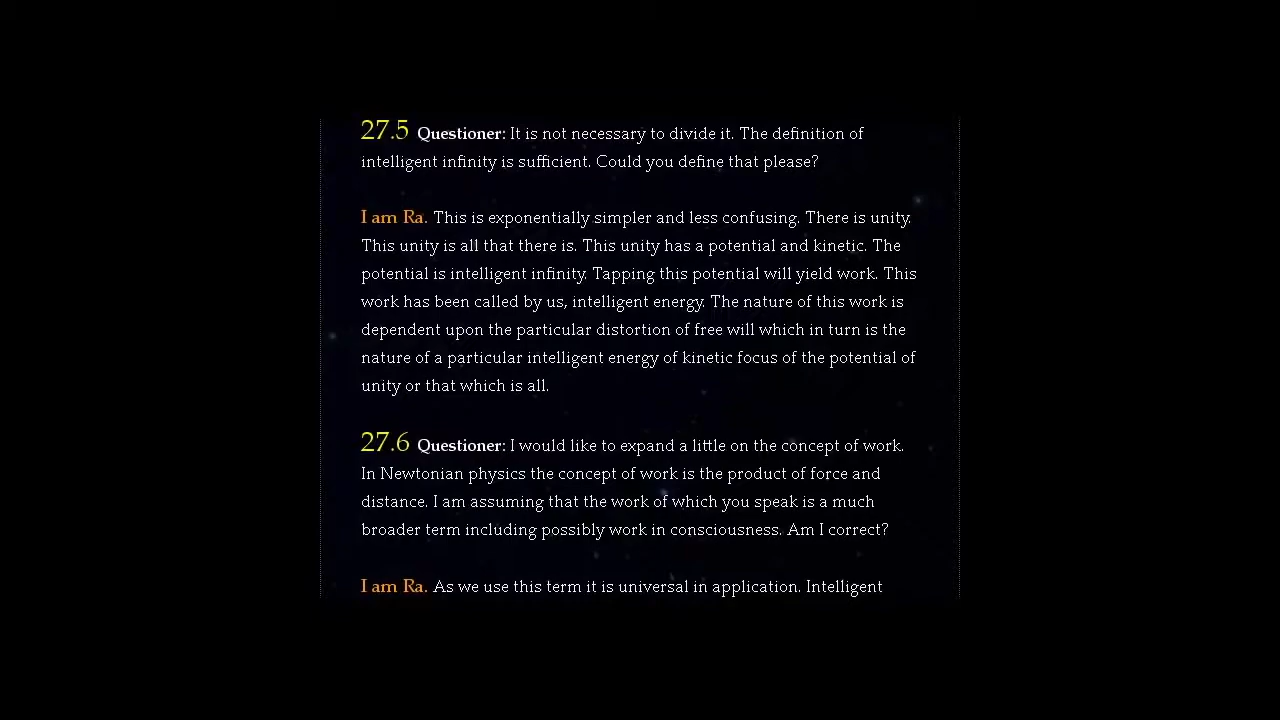 27.5 Questioner: It is not necessary to divide it. The definition of
intelligent infinity is sufficient. Could you define that please?
I am Ra. This is exponentially simpler and less confusing. There is unity.
This unity is all that there is. This unity has a potential and kinetic. The
potential is intelligent infinity. Tapping this potential will yield work. This
work has been called by us, intelligent energy. The nature of this work is
dependent upon the particular distortion of free will which in turn is the
nature of a particular intelligent energy of kinetic focus of the potential of
unity or that which is all.
27.6 Questioner: I would like to expand a little on the concept of work.
In Newtonian physics the concept of work is the product of force and
distance. I am assuming that the work of which you speak is a much
broader term including possibly work in consciousness. Am I correct?
I am Ra. As we use this term it is universal in application. Intelligent